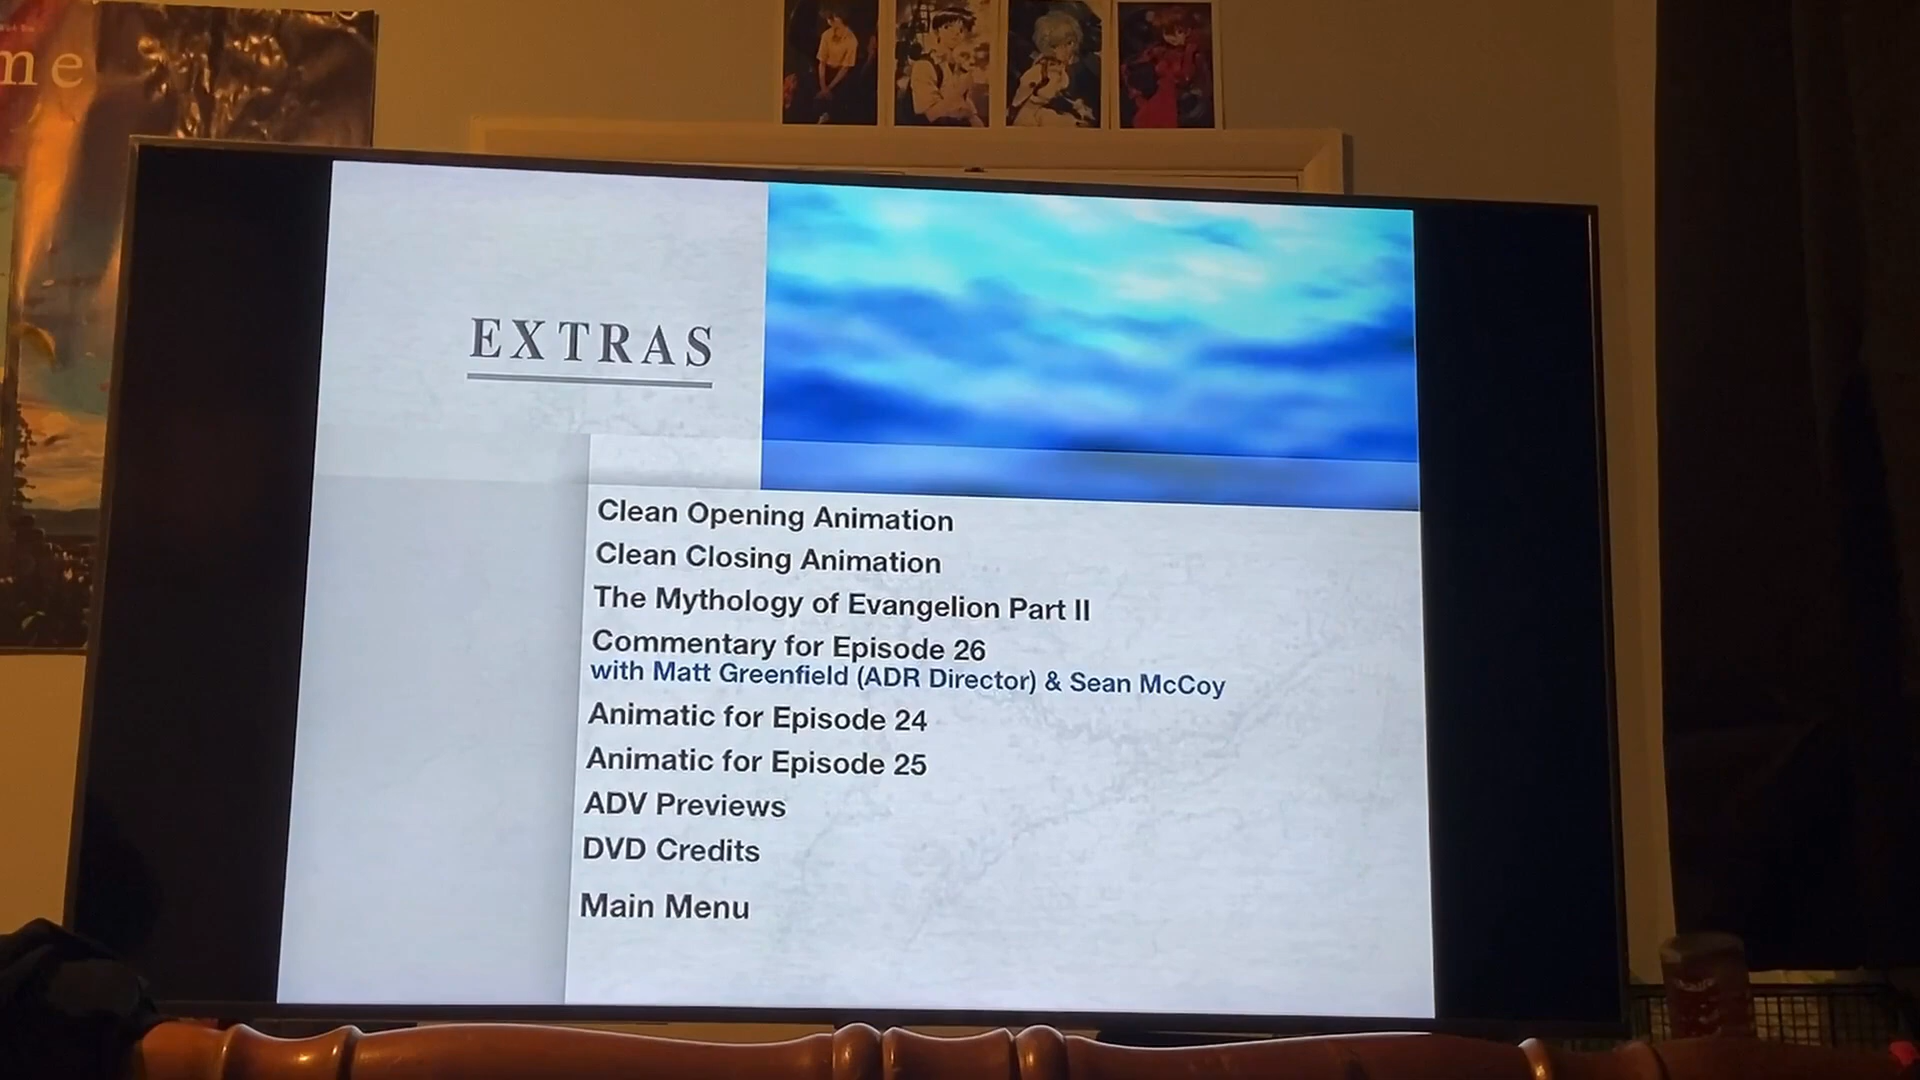 me
EXTRAS
Clean Opening Animation
Clean Closing Animation
The Mythology of Evangelion Part II
Commentary for Episode 26
with Matt Greenfield (ADR Director) & Sean McCoy
Animatic for Episode 24
Animatic for Episode 25
ADV Previews
DVD Credits
Main Menu